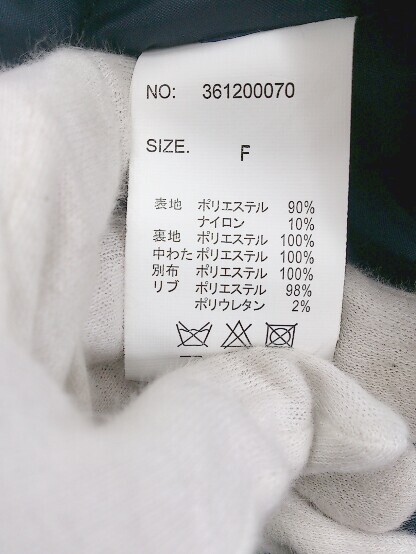 NO: 361200070
SIZE. F
表地 ポリエステル 90%
ナイロン 10%
裏地 ポリエステル 100%
中わた ポリエステル 100%
別布 ポリエステル 100%
リブ ポリエステル 98%
ポリウレタン 2%